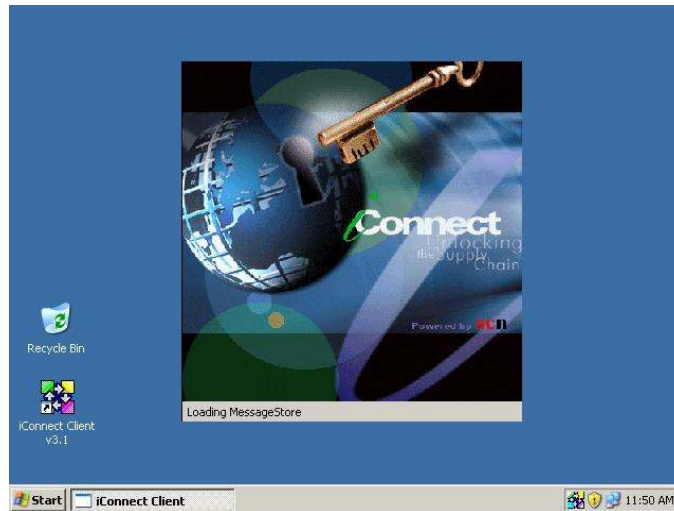 iConnect
Unlocking
the Supply
Chain
Powered by scn
Recycle Bin
iConnect Client
v3.1
Loading MessageStore
Start
iConnect Client
11:50 AM